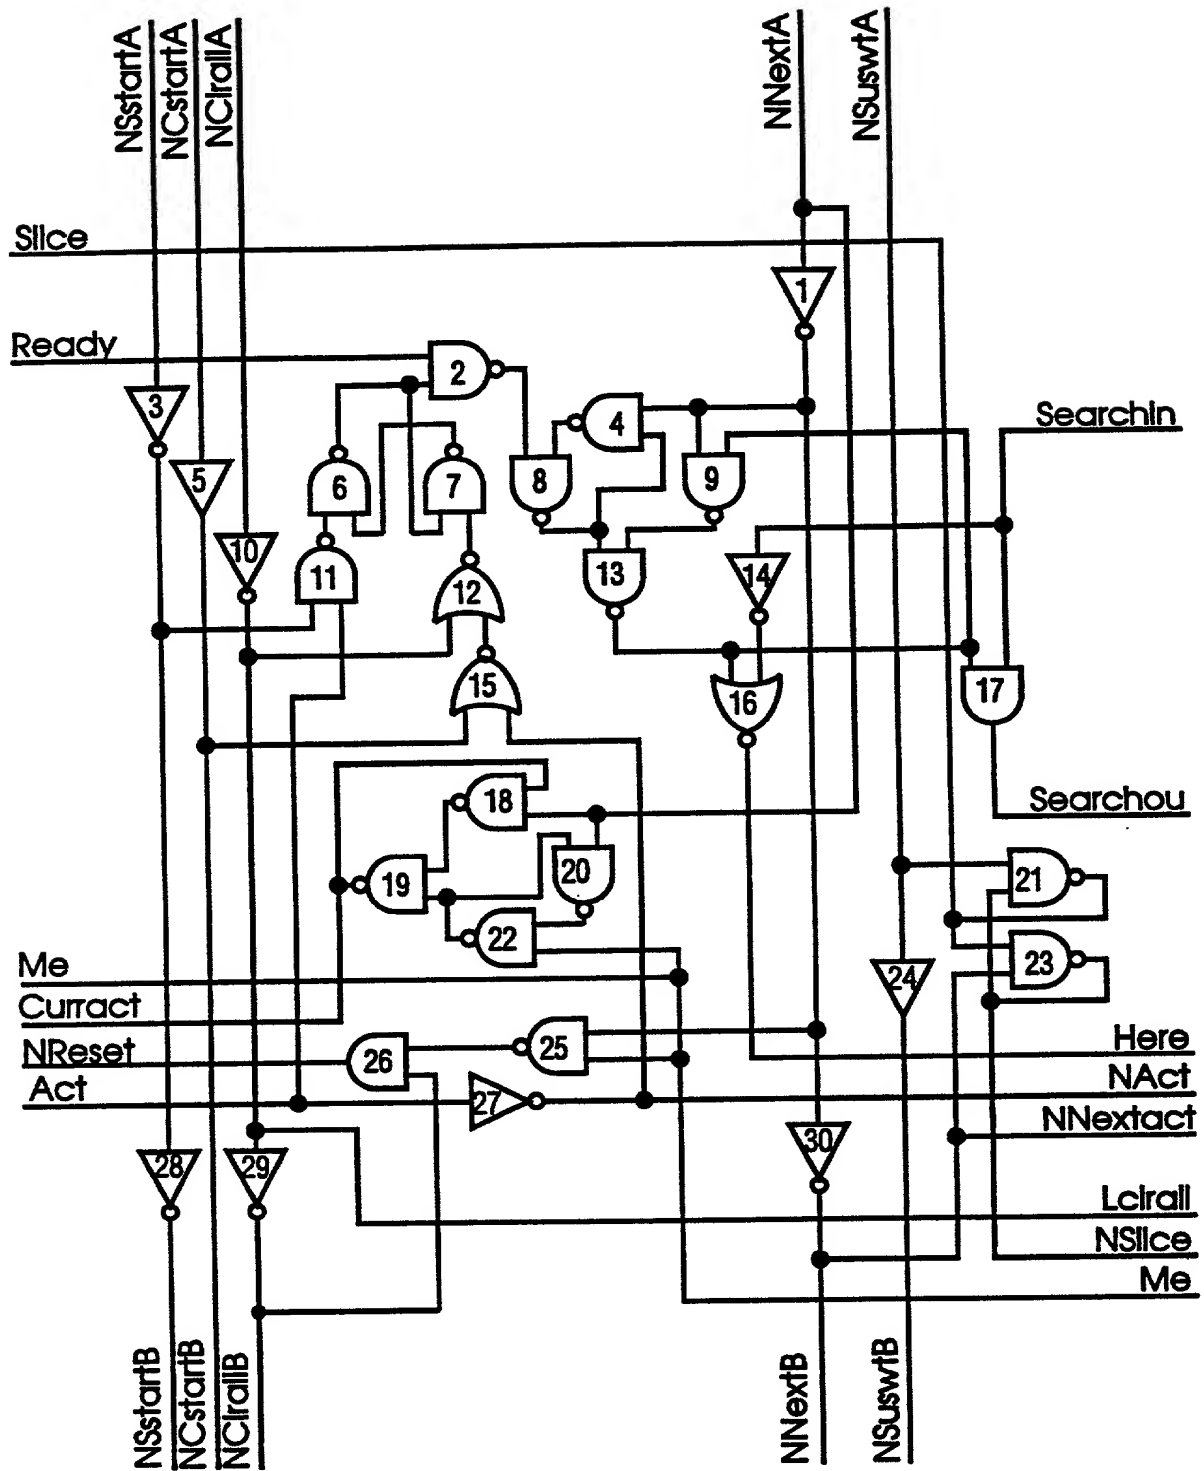 NSstartA
NCstartA
NClrallA
NNextA
NSuswtA
Slice
1
Ready
2
3
4
Searchin
5
6
7
8
9
10
11
12
13
14
15
16
17
18
Searchou
19
20
21
22
23
24
Me
Curract
NReset
Act
25
26
27
Here
NAct
NNextact
28
29
30
Lclrall
NSlice
Me
NSstartB
NCstartB
NClrallB
NNextB
NSuswtB